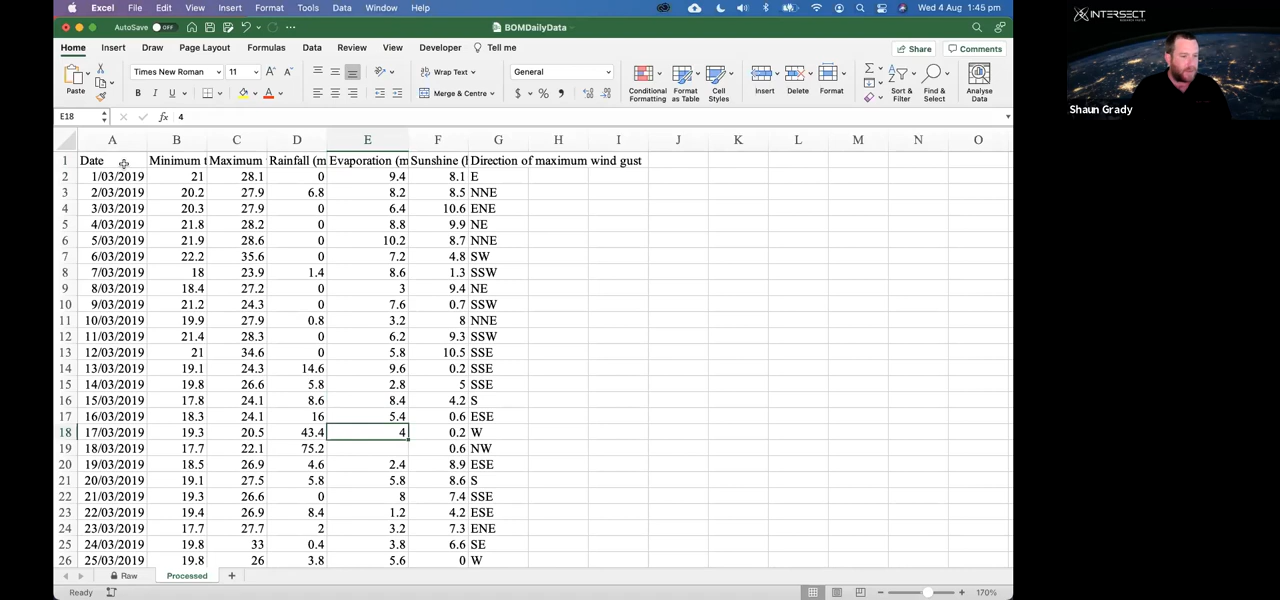 Excel File Edit View Insert Format Tools Data Window Help Wed 4 Aug 1:45 pm
AutoSave OFF BOMDailyData
Home Insert Draw Page Layout Formulas Data Review View Developer Tell me Share Comments
Paste Times New Roman 11 A A Wrap Text General Conditional Formatting Format as Table Cell Styles Insert Delete Format Sort & Filter Find & Select Analyse Data
B I U A Merge & Centre $ % ,
E18 fx 4
A B C D E F G H I J K L M N O
1 Date Minimum t Maximum Rainfall (m Evaporation (m Sunshine (l Direction of maximum wind gust
2 1/03/2019 21 28.1 0 9.4 8.1 E
3 2/03/2019 20.2 27.9 6.8 8.2 8.5 NNE
4 3/03/2019 20.3 27.9 0 6.4 10.6 ENE
5 4/03/2019 21.8 28.2 0 8.8 9.9 NE
6 5/03/2019 21.9 28.6 0 10.2 8.7 NNE
7 6/03/2019 22.2 35.6 0 7.2 4.8 SW
8 7/03/2019 18 23.9 1.4 8.6 1.3 SSW
9 8/03/2019 18.4 27.2 0 3 9.4 NE
10 9/03/2019 21.2 24.3 0 7.6 0.7 SSW
11 10/03/2019 19.9 27.9 0.8 3.2 8 NNE
12 11/03/2019 21.4 28.3 0 6.2 9.3 SSW
13 12/03/2019 21 34.6 0 5.8 10.5 SSE
14 13/03/2019 19.1 24.3 14.6 9.6 0.2 SSE
15 14/03/2019 19.8 26.6 5.8 2.8 5 SSE
16 15/03/2019 17.8 24.1 8.6 8.4 4.2 S
17 16/03/2019 18.3 24.1 16 5.4 0.6 ESE
18 17/03/2019 19.3 20.5 43.4 4 0.2 W
19 18/03/2019 17.7 22.1 75.2 0.6 NW
20 19/03/2019 18.5 26.9 4.6 2.4 8.9 ESE
21 20/03/2019 19.1 27.5 5.8 5.8 8.6 S
22 21/03/2019 19.3 26.6 0 8 7.4 SSE
23 22/03/2019 19.4 26.9 8.4 1.2 4.2 ESE
24 23/03/2019 17.7 27.7 2 3.2 7.3 ENE
25 24/03/2019 19.8 33 0.4 3.8 6.6 SE
26 25/03/2019 19.8 26 3.8 5.6 0 W
Raw Processed +
Ready 170%
INTERSECT
Shaun Grady